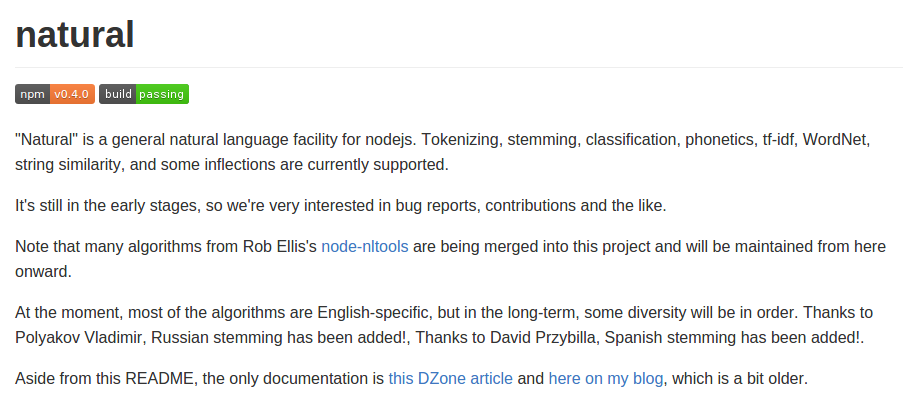 natural
npm v0.4.0 build passing
"Natural" is a general natural language facility for nodejs. Tokenizing, stemming, classification, phonetics, tf-idf, WordNet,
string similarity, and some inflections are currently supported.
It's still in the early stages, so we're very interested in bug reports, contributions and the like.
Note that many algorithms from Rob Ellis's node-nltools are being merged into this project and will be maintained from here
onward.
At the moment, most of the algorithms are English-specific, but in the long-term, some diversity will be in order. Thanks to
Polyakov Vladimir, Russian stemming has been added!, Thanks to David Przybilla, Spanish stemming has been added!.
Aside from this README, the only documentation is this DZone article and here on my blog, which is a bit older.